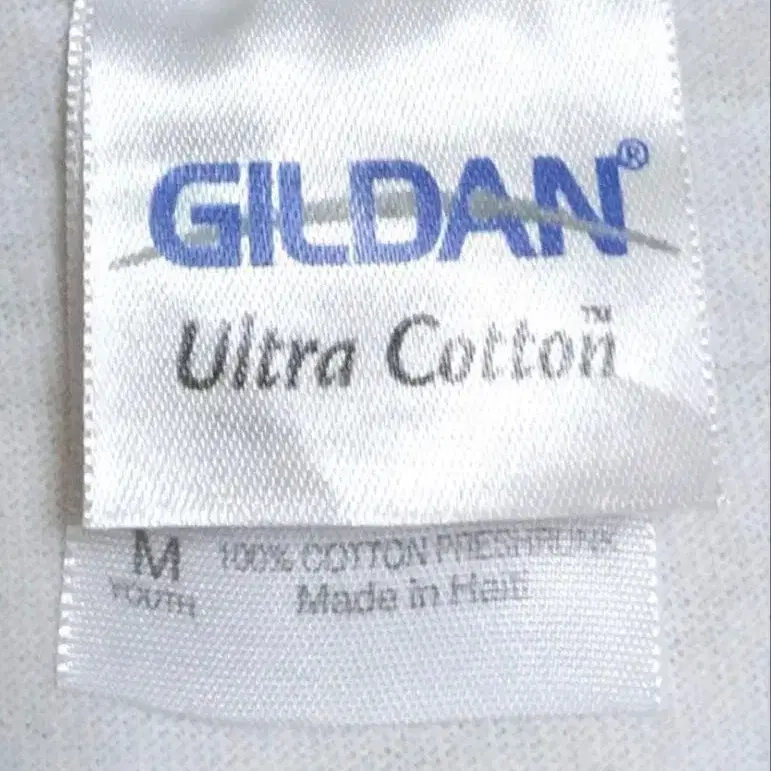 GILDAN®
Ultra Cotton™
M 100% COTTON PRESHRUNK
YOUTH Made in Haiti